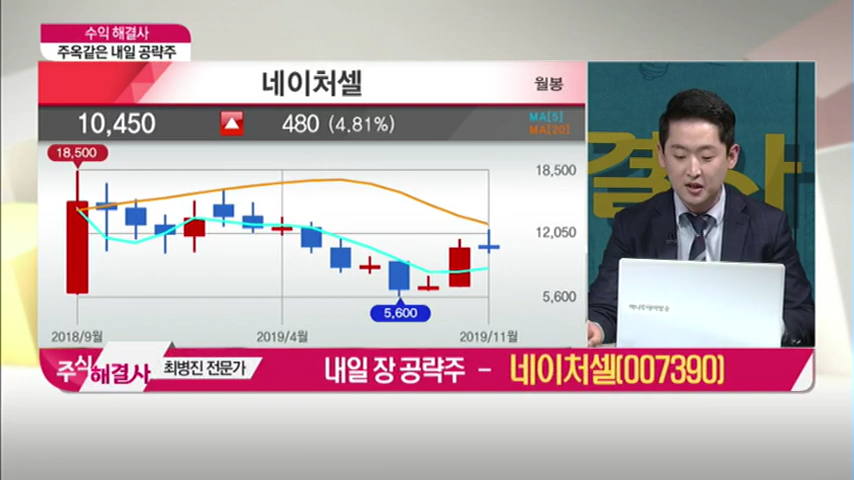 수익 해결사
주옥같은 내일 공략주
네이처셀
월봉
10,450
480 (4.81%)
MA[5]
MA[20]
18,500
18,500
12,050
5,600
5,600
2018/9월
2019/4월
2019/11월
결사
주식해결사
최병진 전문가
내일 장 공략주 - 네이처셀(007390)